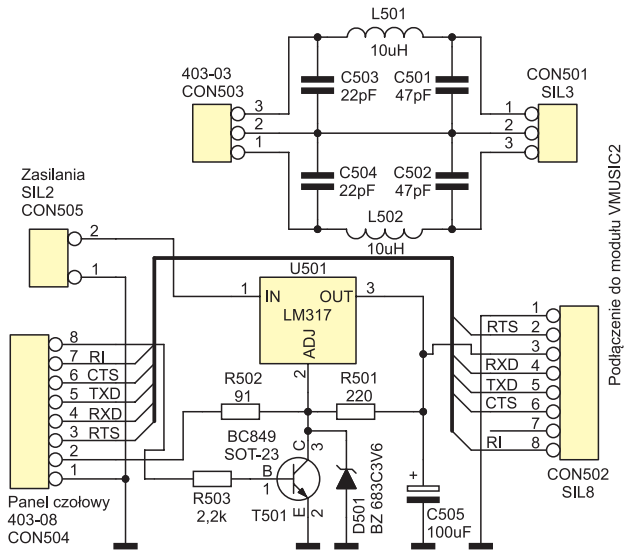 L501
10uH
403-03
CON503
C503
22pF
C501
47pF
CON501
SIL3
3
2
1
1
2
3
C504
22pF
C502
47pF
L502
10uH
Zasilania
SIL2
CON505
2
1
Podłączenie do modułu VMUSIC2
U501
1
IN
OUT
3
LM317
ADJ
2
8
7
RI
6
CTS
5
TXD
4
RXD
3
RTS
2
1
Panel czołowy
403-08
CON504
R502
91
R501
220
BC849
SOT-23
C
3
B
1
E
2
T501
R503
2,2k
D501
BZ 683C3V6
+
C505
100uF
1
RTS
2
3
RXD
4
TXD
5
CTS
6
7
RI
8
CON502
SIL8